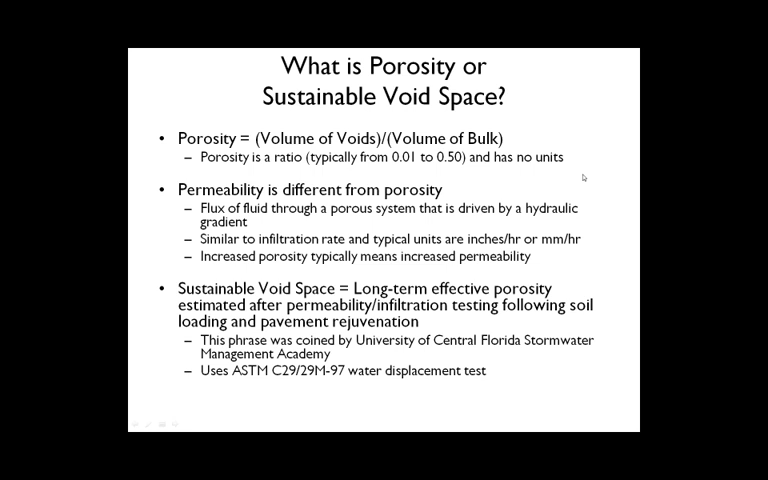 What is Porosity or
Sustainable Void Space?
• Porosity = (Volume of Voids)/(Volume of Bulk)
– Porosity is a ratio (typically from 0.01 to 0.50) and has no units
• Permeability is different from porosity
– Flux of fluid through a porous system that is driven by a hydraulic
gradient
– Similar to infiltration rate and typical units are inches/hr or mm/hr
– Increased porosity typically means increased permeability
• Sustainable Void Space = Long-term effective porosity
estimated after permeability/infiltration testing following soil
loading and pavement rejuvenation
– This phrase was coined by University of Central Florida Stormwater
Management Academy
– Uses ASTM C29/29M-97 water displacement test